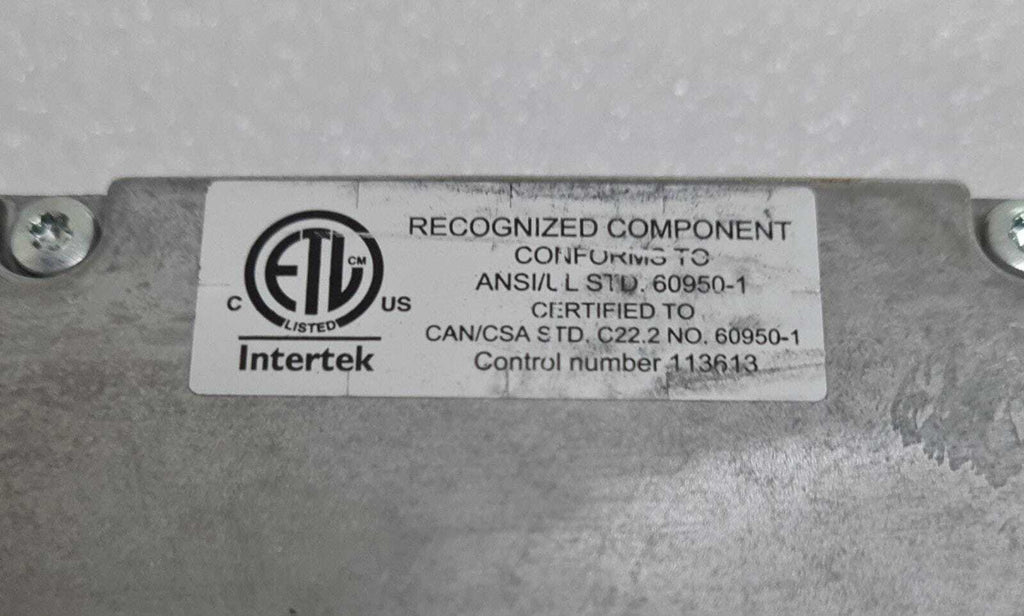 ETL CM
LISTED
C US
Intertek
RECOGNIZED COMPONENT
CONFORMS TO
ANSI/UL STD. 60950-1
CERTIFIED TO
CAN/CSA STD. C22.2 NO. 60950-1
Control number 113613